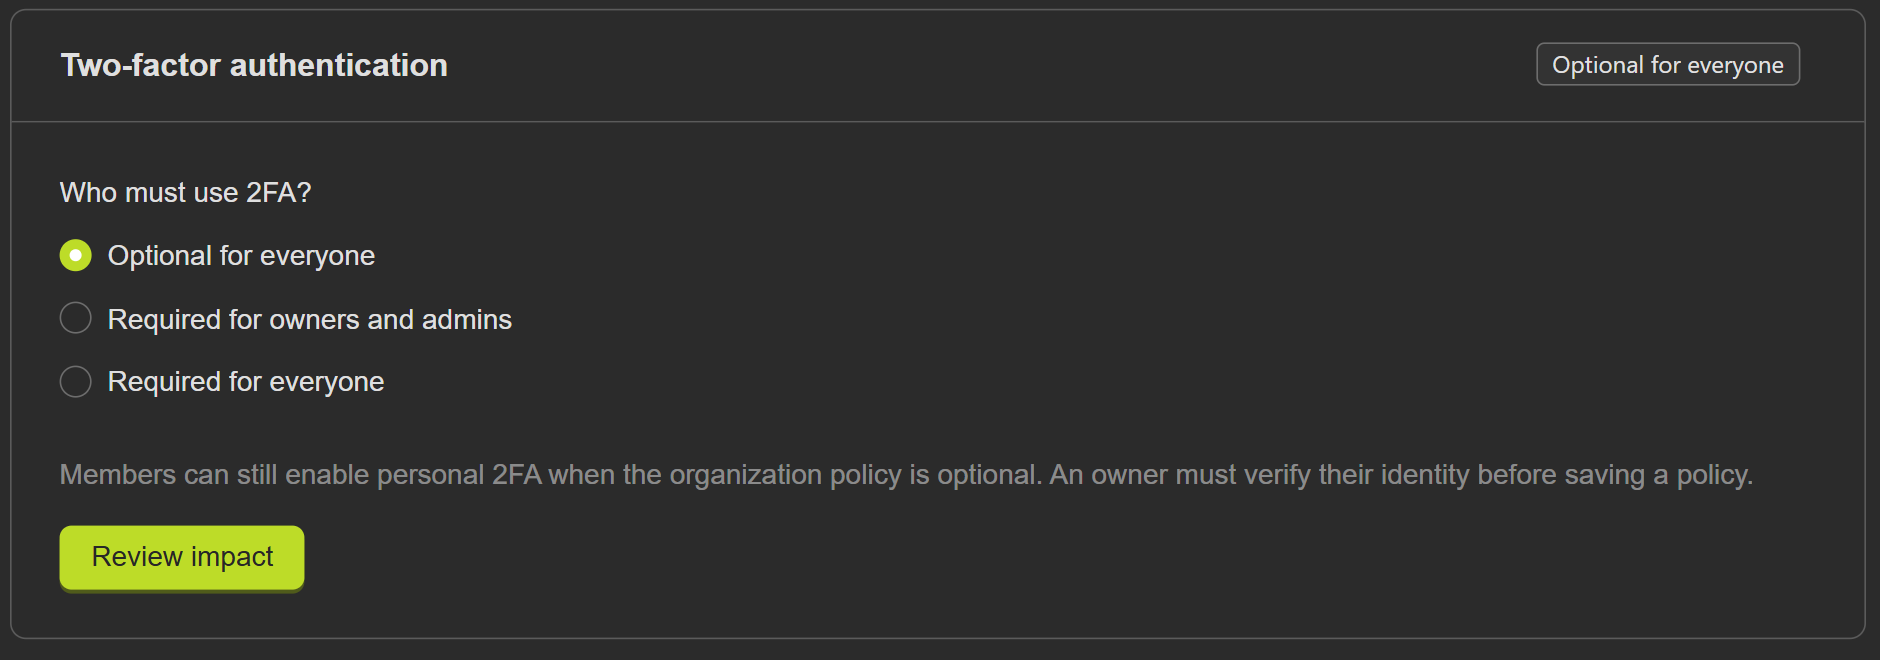 Two-factor authentication
Optional for everyone
Who must use 2FA?
Optional for everyone
Required for owners and admins
Required for everyone
Members can still enable personal 2FA when the organization policy is optional. An owner must verify their identity before saving a policy.
Review impact